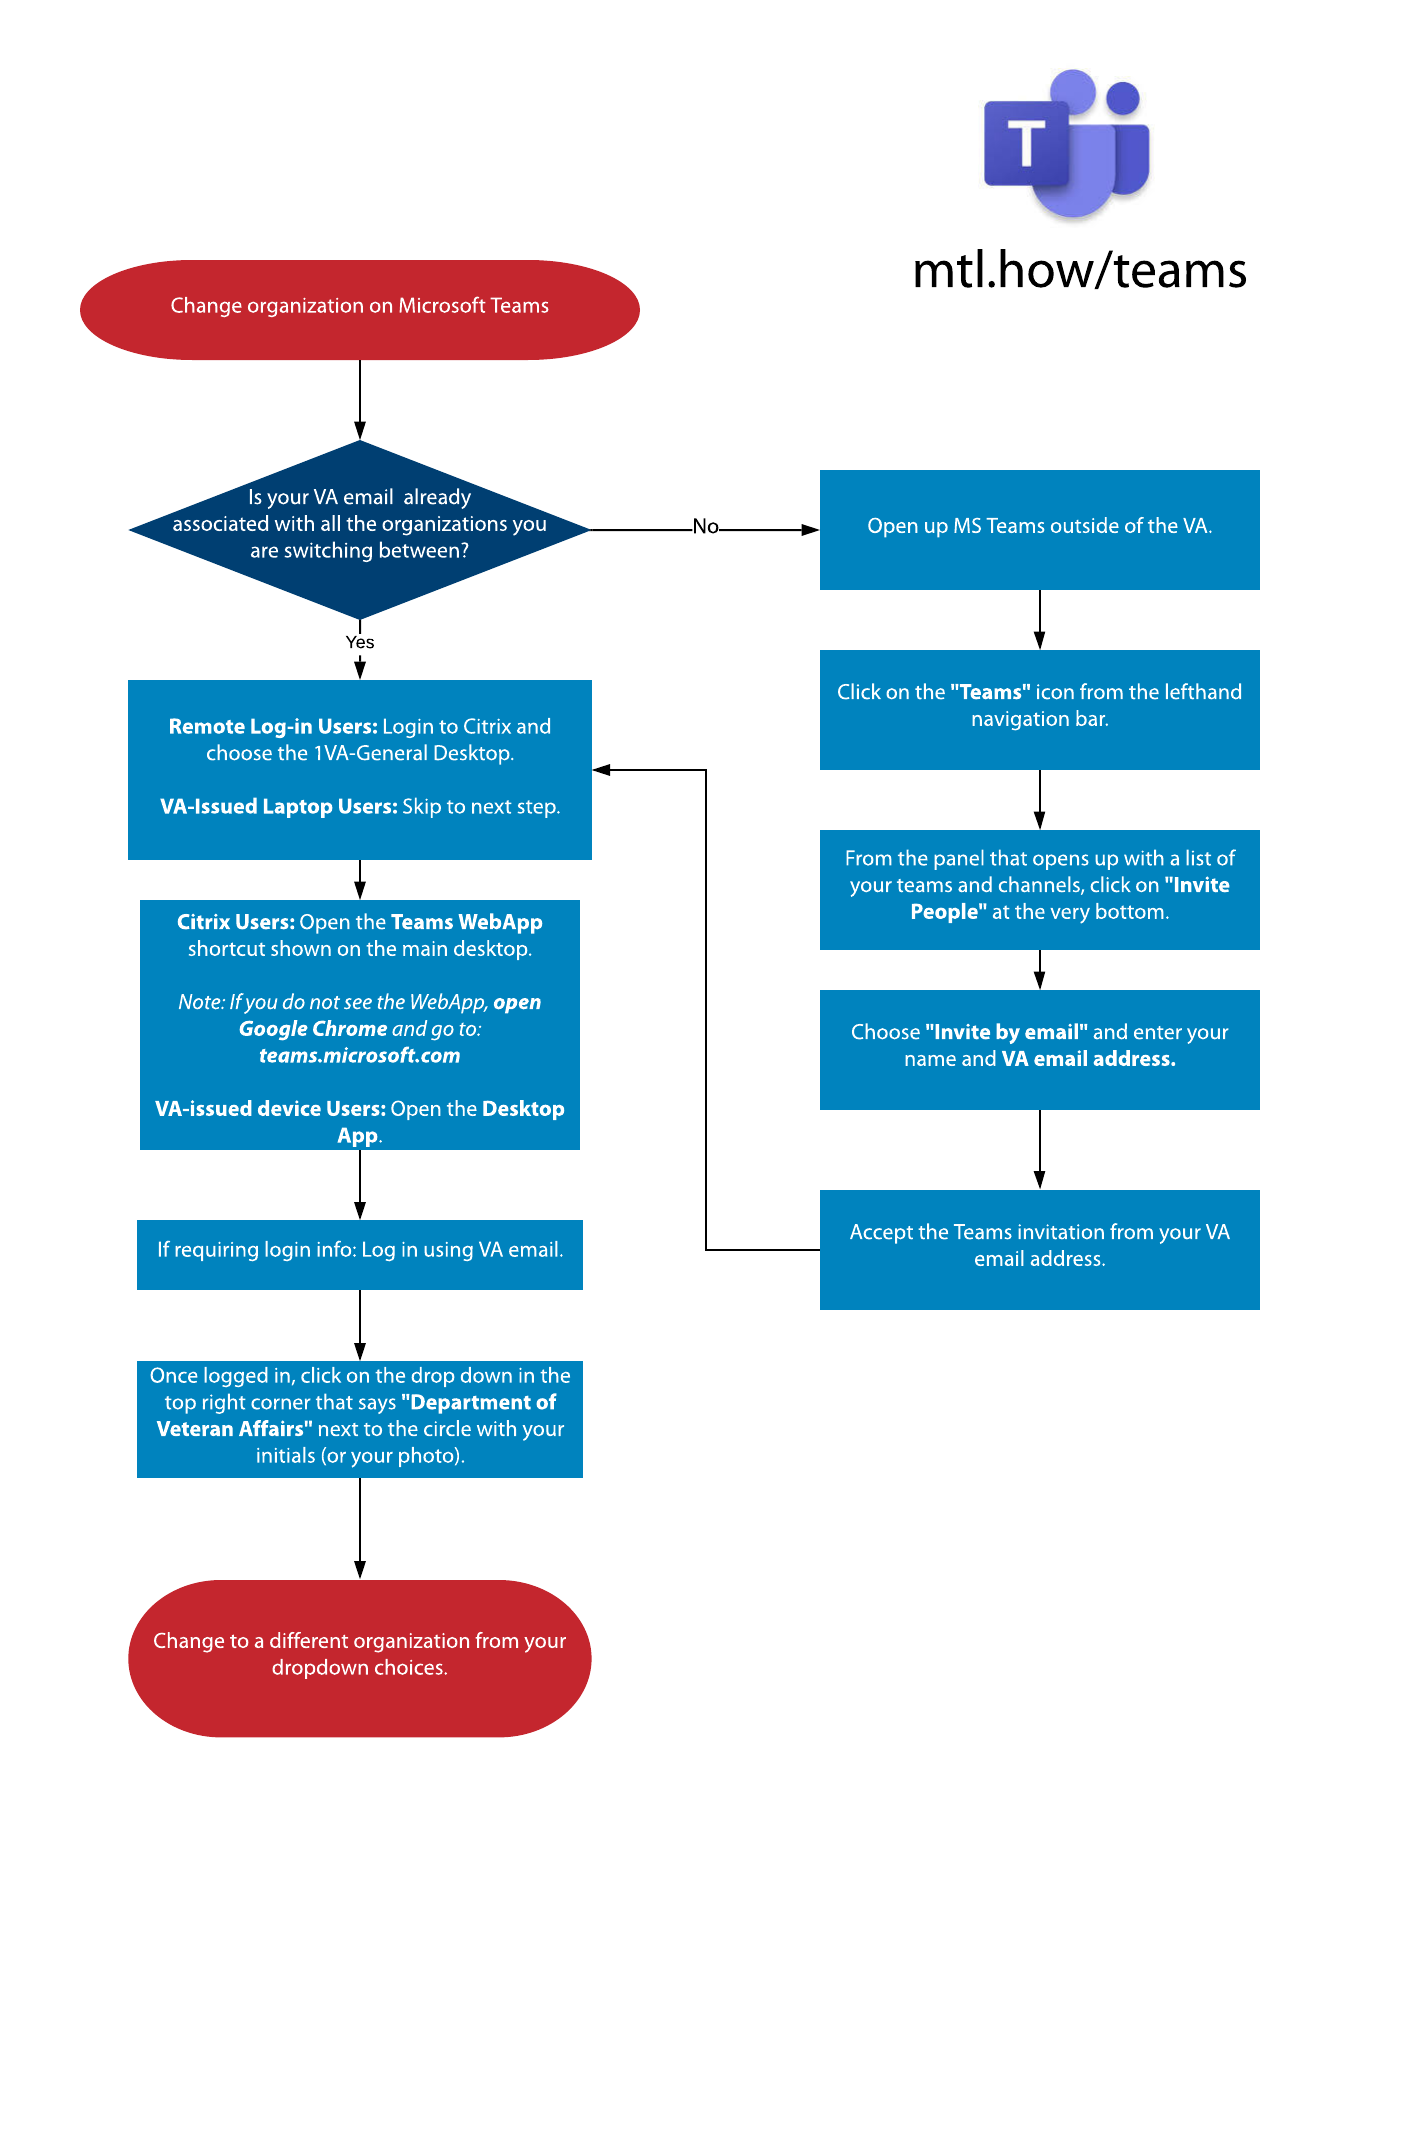 T
mtl.how/teams
Change organization on Microsoft Teams
Is your VA email  already
associated with all the organizations you
are switching between?
No
Yes
Remote Log-in Users: Login to Citrix and
choose the 1VA-General Desktop.
VA-Issued Laptop Users: Skip to next step.
Citrix Users: Open the Teams WebApp
shortcut shown on the main desktop.
Note: If you do not see the WebApp, open
Google Chrome and go to:
teams.microsoft.com
VA-issued device Users: Open the Desktop
App.
If requiring login info: Log in using VA email.
Once logged in, click on the drop down in the
top right corner that says "Department of
Veteran Affairs" next to the circle with your
initials (or your photo).
Change to a different organization from your
dropdown choices.
Open up MS Teams outside of the VA.
Click on the "Teams" icon from the lefthand
navigation bar.
From the panel that opens up with a list of
your teams and channels, click on "Invite
People" at the very bottom.
Choose "Invite by email" and enter your
name and VA email address.
Accept the Teams invitation from your VA
email address.